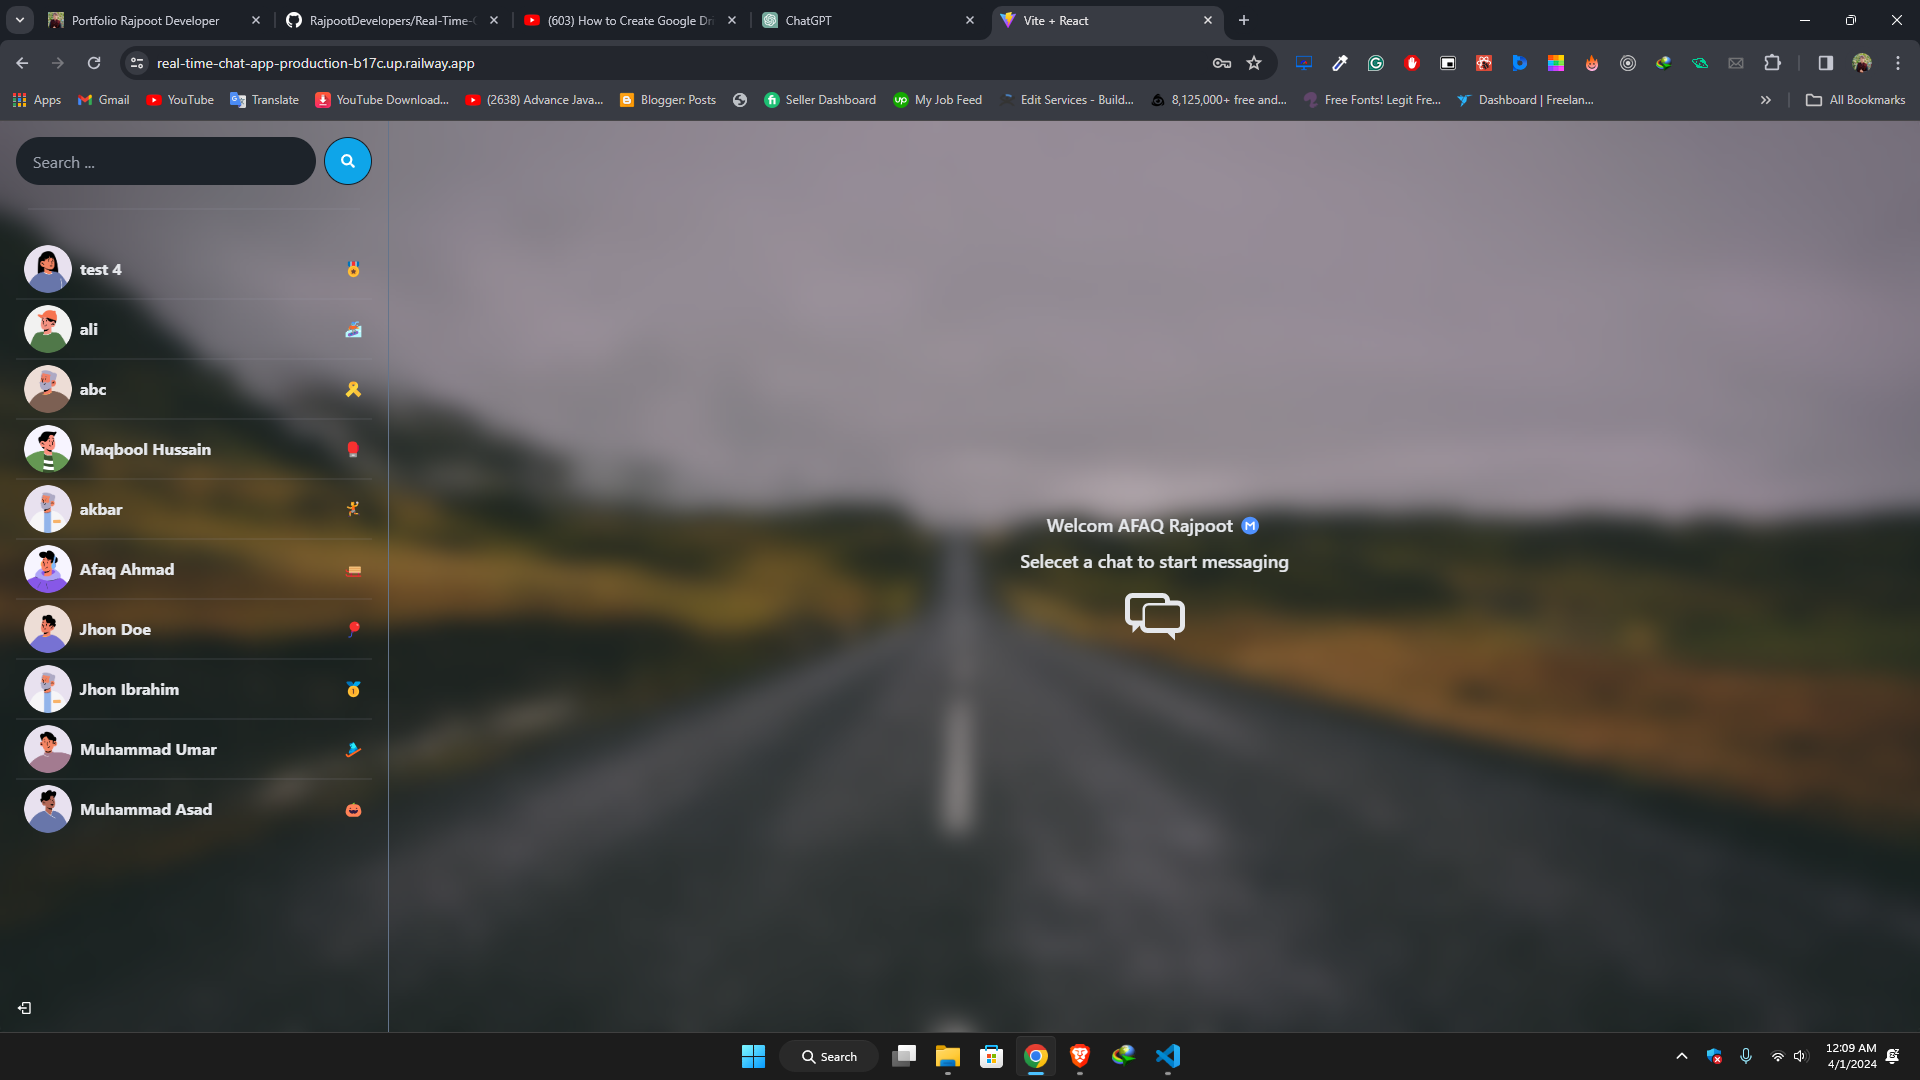 Portfolio Rajpoot Developer
RajpootDevelopers/Real-Time-C
(603) How to Create Google Dri
ChatGPT
Vite + React
real-time-chat-app-production-b17c.up.railway.app
Apps
Gmail
YouTube
Translate
YouTube Download...
(2638) Advance Java...
Blogger: Posts
Seller Dashboard
My Job Feed
Edit Services - Build...
8,125,000+ free and...
Free Fonts! Legit Fre...
Dashboard | Freelan...
All Bookmarks
Search ...
test 4
ali
abc
Maqbool Hussain
akbar
Afaq Ahmad
Jhon Doe
Jhon Ibrahim
Muhammad Umar
Muhammad Asad
Welcom AFAQ Rajpoot Ⓜ
Selecet a chat to start messaging
Search
12:09 AM
4/1/2024